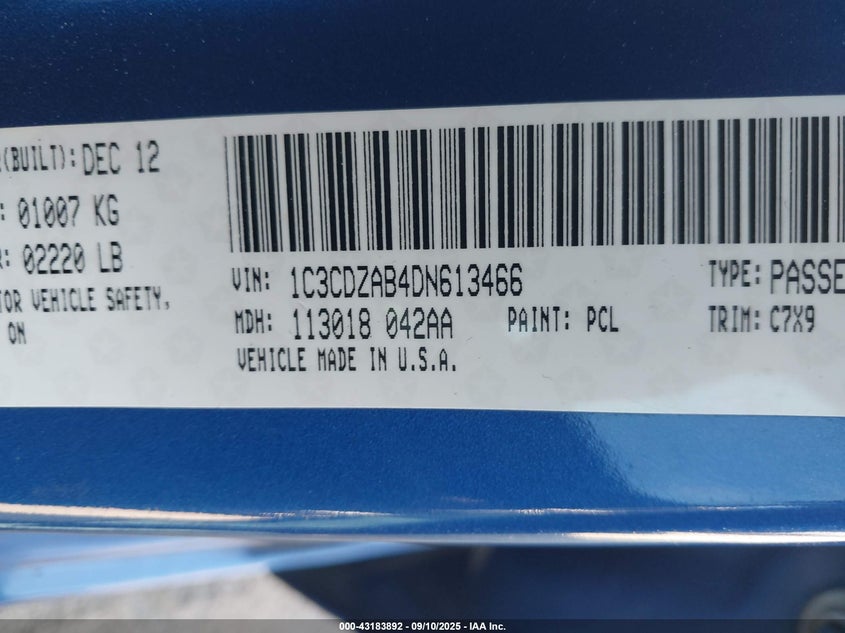 (BUILT): DEC 12
: 01007 KG
R: 02220 LB
TOR VEHICLE SAFETY,
ON
VIN: 1C3CDZAB4DN613466
TYPE: PASSE
MDH: 113018 042AA
PAINT: PCL
TRIM: C7X9
VEHICLE MADE IN U.S.A.
000-43183892 - 09/10/2025 - IAA Inc.